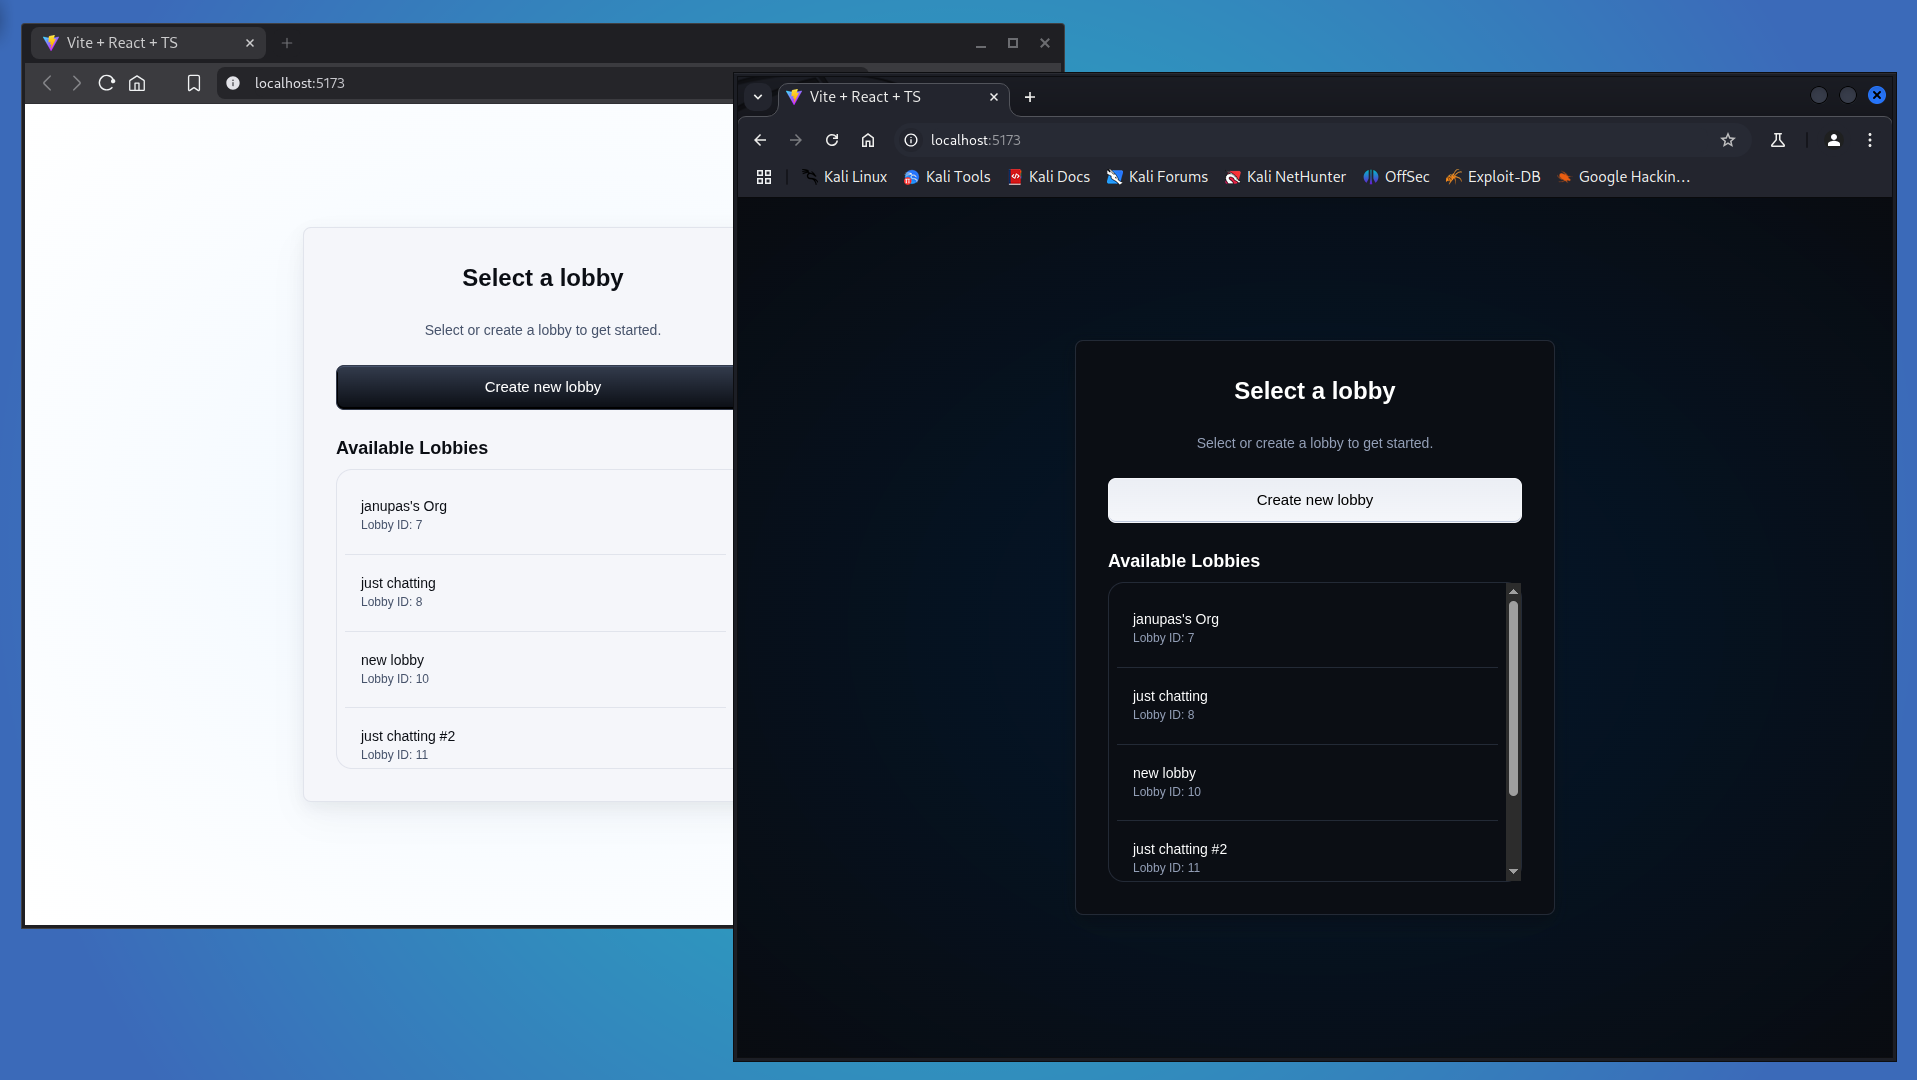 Vite + React + TS
localhost:5173
Select a lobby
Select or create a lobby to get started.
Create new lobby
Available Lobbies
janupas's Org
Lobby ID: 7
just chatting
Lobby ID: 8
new lobby
Lobby ID: 10
just chatting #2
Lobby ID: 11
Vite + React + TS
localhost:5173
Kali Linux
Kali Tools
Kali Docs
Kali Forums
Kali NetHunter
OffSec
Exploit-DB
Google Hackin…
Select a lobby
Select or create a lobby to get started.
Create new lobby
Available Lobbies
janupas's Org
Lobby ID: 7
just chatting
Lobby ID: 8
new lobby
Lobby ID: 10
just chatting #2
Lobby ID: 11